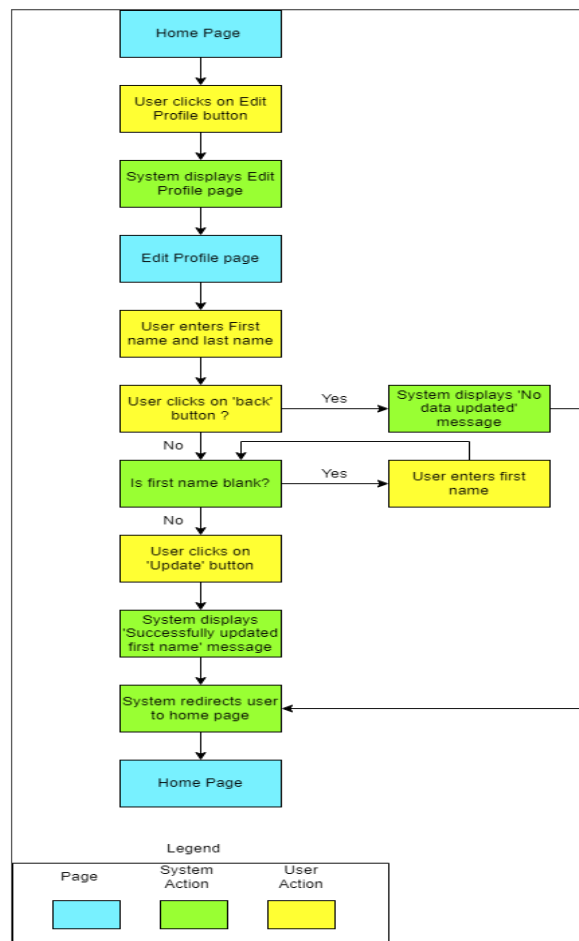 Home Page
User clicks on Edit
Profile button
System displays Edit
Profile page
Edit Profile page
User enters First
name and last name
User clicks on 'back'
button ?
Yes
System displays 'No
data updated'
message
No
Is first name blank?
Yes
User enters first
name
No
User clicks on
'Update' button
System displays
'Successfully updated
first name' message
System redirects user
to home page
Home Page
Legend
Page
System
Action
User
Action